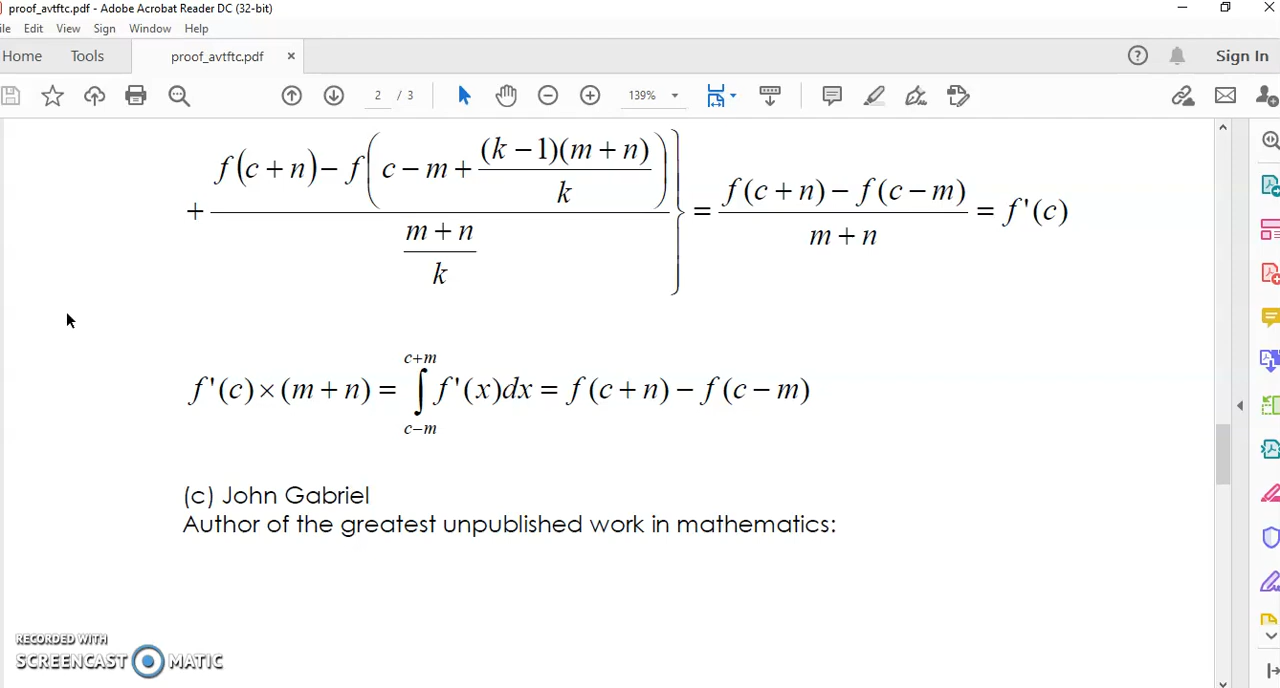 proof_avtftc.pdf - Adobe Acrobat Reader DC (32-bit)
ile Edit View Sign Window Help
Home Tools proof_avtftc.pdf × Sign In
2 / 3 139%
+ f(c + n) − f(c − m + (k − 1)(m + n) / k) / ((m + n) / k) } = (f(c + n) − f(c − m)) / (m + n) = f'(c)
f'(c) × (m + n) = ∫_{c−m}^{c+m} f'(x)dx = f(c + n) − f(c − m)
(c) John Gabriel
Author of the greatest unpublished work in mathematics:
RECORDED WITH
SCREENCAST MATIC